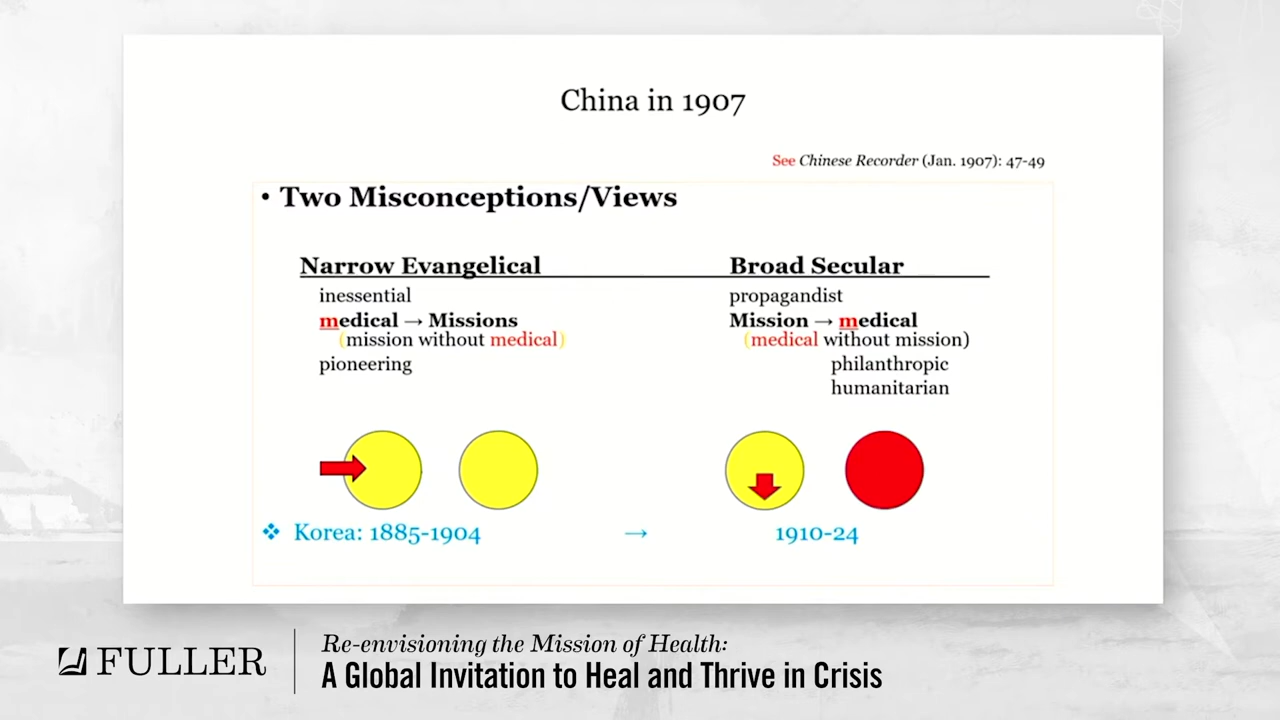 China in 1907
See Chinese Recorder (Jan. 1907): 47-49
• Two Misconceptions/Views
Narrow Evangelical
inessential
medical → Missions
(mission without medical)
pioneering
Broad Secular
propagandist
Mission → medical
(medical without mission)
philanthropic
humanitarian
❖ Korea: 1885-1904 → 1910-24
FULLER
Re-envisioning the Mission of Health:
A Global Invitation to Heal and Thrive in Crisis